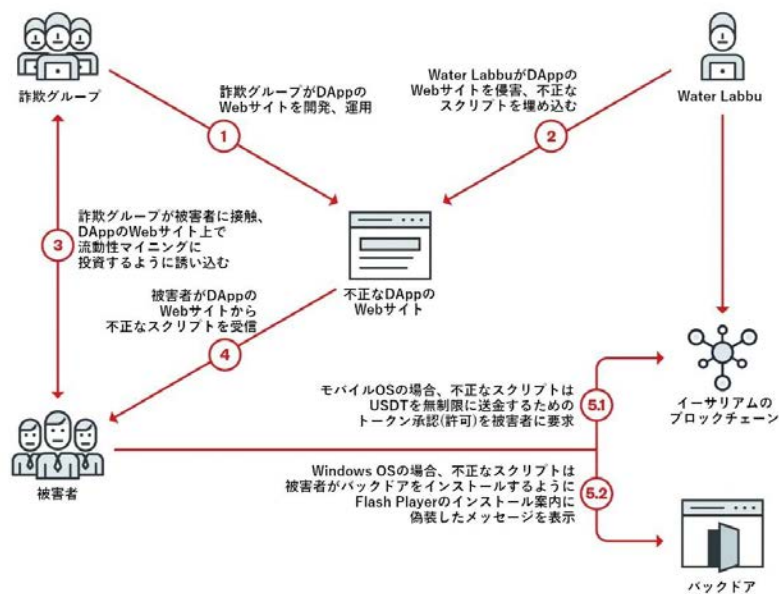 詐欺グループ
Water Labbu
詐欺グループがDAppの
Webサイトを開発、運用
1
Water LabbuがDAppの
Webサイトを侵害、不正な
スクリプトを埋め込む
2
詐欺グループが被害者に接触、
DAppのWebサイト上で
流動性マイニングに
投資するように誘い込む
3
不正なDAppの
Webサイト
被害者がDAppの
Webサイトから
不正なスクリプトを受信
4
被害者
モバイルOSの場合、不正なスクリプトは
USDTを無制限に送金するための
トークン承認(許可)を被害者に要求
5.1
イーサリアムの
ブロックチェーン
Windows OSの場合、不正なスクリプトは
被害者がバックドアをインストールするように
Flash Playerのインストール案内に
偽装したメッセージを表示
5.2
バックドア